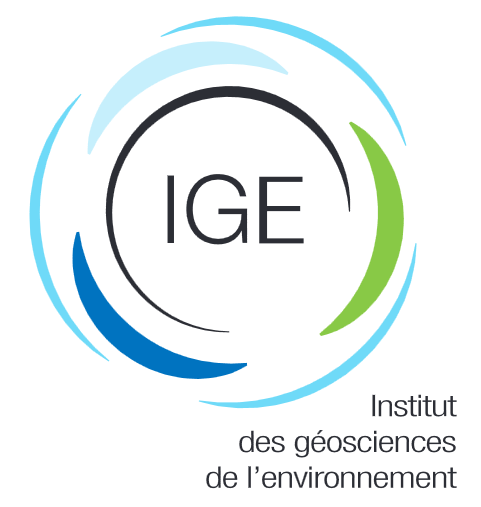 IGE
Institut
des géosciences
de l'environnement